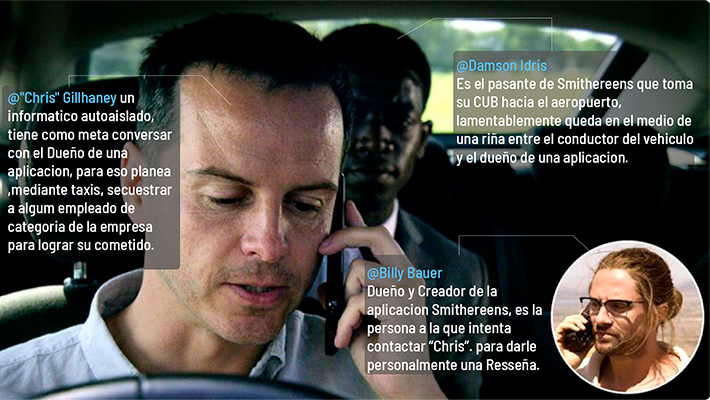 @"Chris" Gillhaney un
informatico autoaislado,
tiene como meta conversar
con el Dueño de una
aplicacion, para eso planea
,mediante taxis, secuestrar
a algum empleado de
categoria de la empresa
para lograr su cometido.
@Damson Idris
Es el pasante de Smithereens que toma
su CUB hacia el aeropuerto,
lamentablemente queda en el medio de
una riña entre el conductor del vehiculo
y el dueño de una aplicacion.
@Billy Bauer
Dueño y Creador de la
aplicacion Smithereens, es la
persona a la que intenta
contactar “Chris”. para darle
personalmente una Resseña.